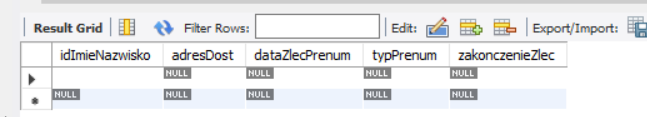 Result Grid Filter Rows: Edit: Export/Import:
idImieNazwisko adresDost dataZlecPrenum typPrenum zakonczenieZlec
NULL NULL NULL NULL
NULL NULL NULL NULL NULL